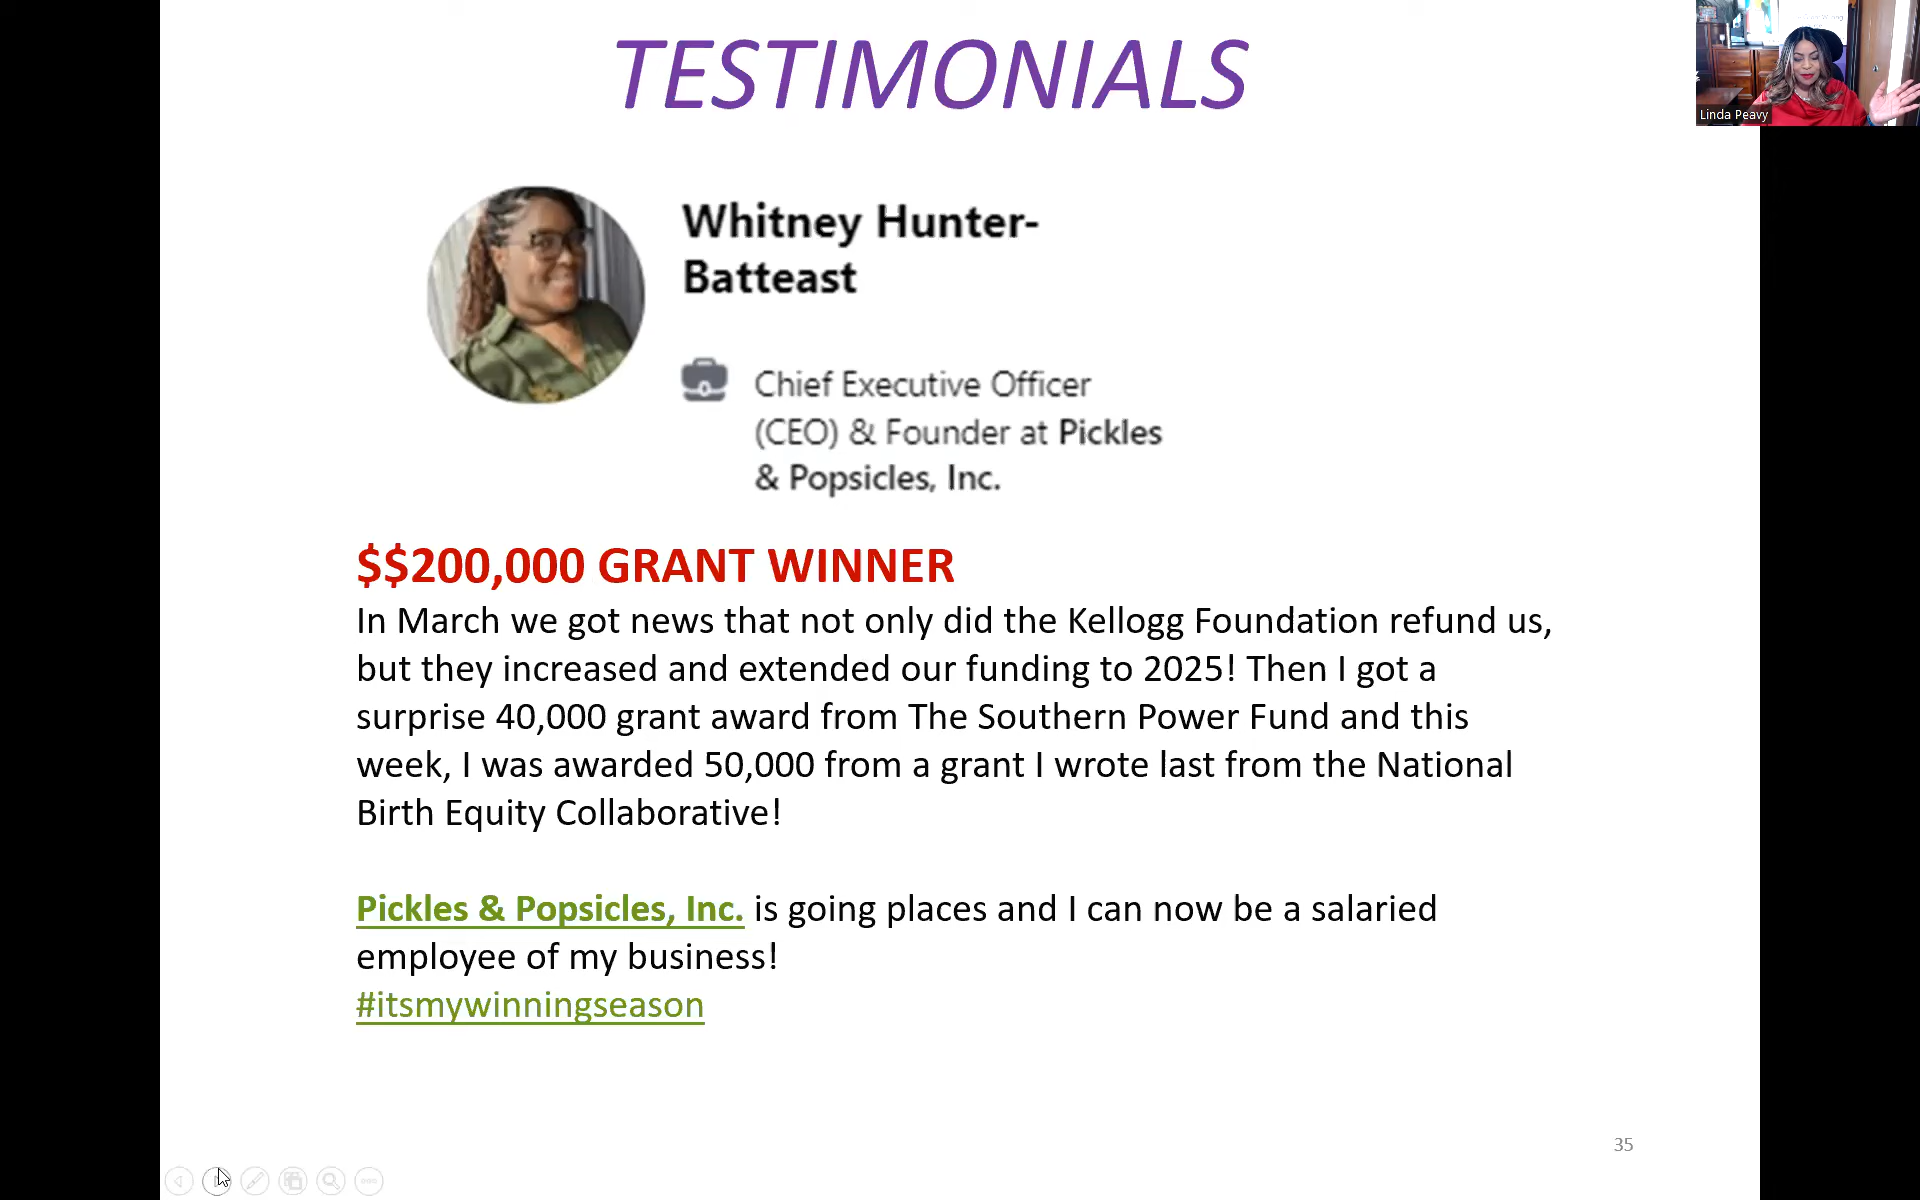 TESTIMONIALS
Linda Peavy
Whitney Hunter-
Batteast
Chief Executive Officer
(CEO) & Founder at Pickles
& Popsicles, Inc.
$$200,000 GRANT WINNER
In March we got news that not only did the Kellogg Foundation refund us,
but they increased and extended our funding to 2025! Then I got a
surprise 40,000 grant award from The Southern Power Fund and this
week, I was awarded 50,000 from a grant I wrote last from the National
Birth Equity Collaborative!
Pickles & Popsicles, Inc. is going places and I can now be a salaried
employee of my business!
#itsmywinningseason
35